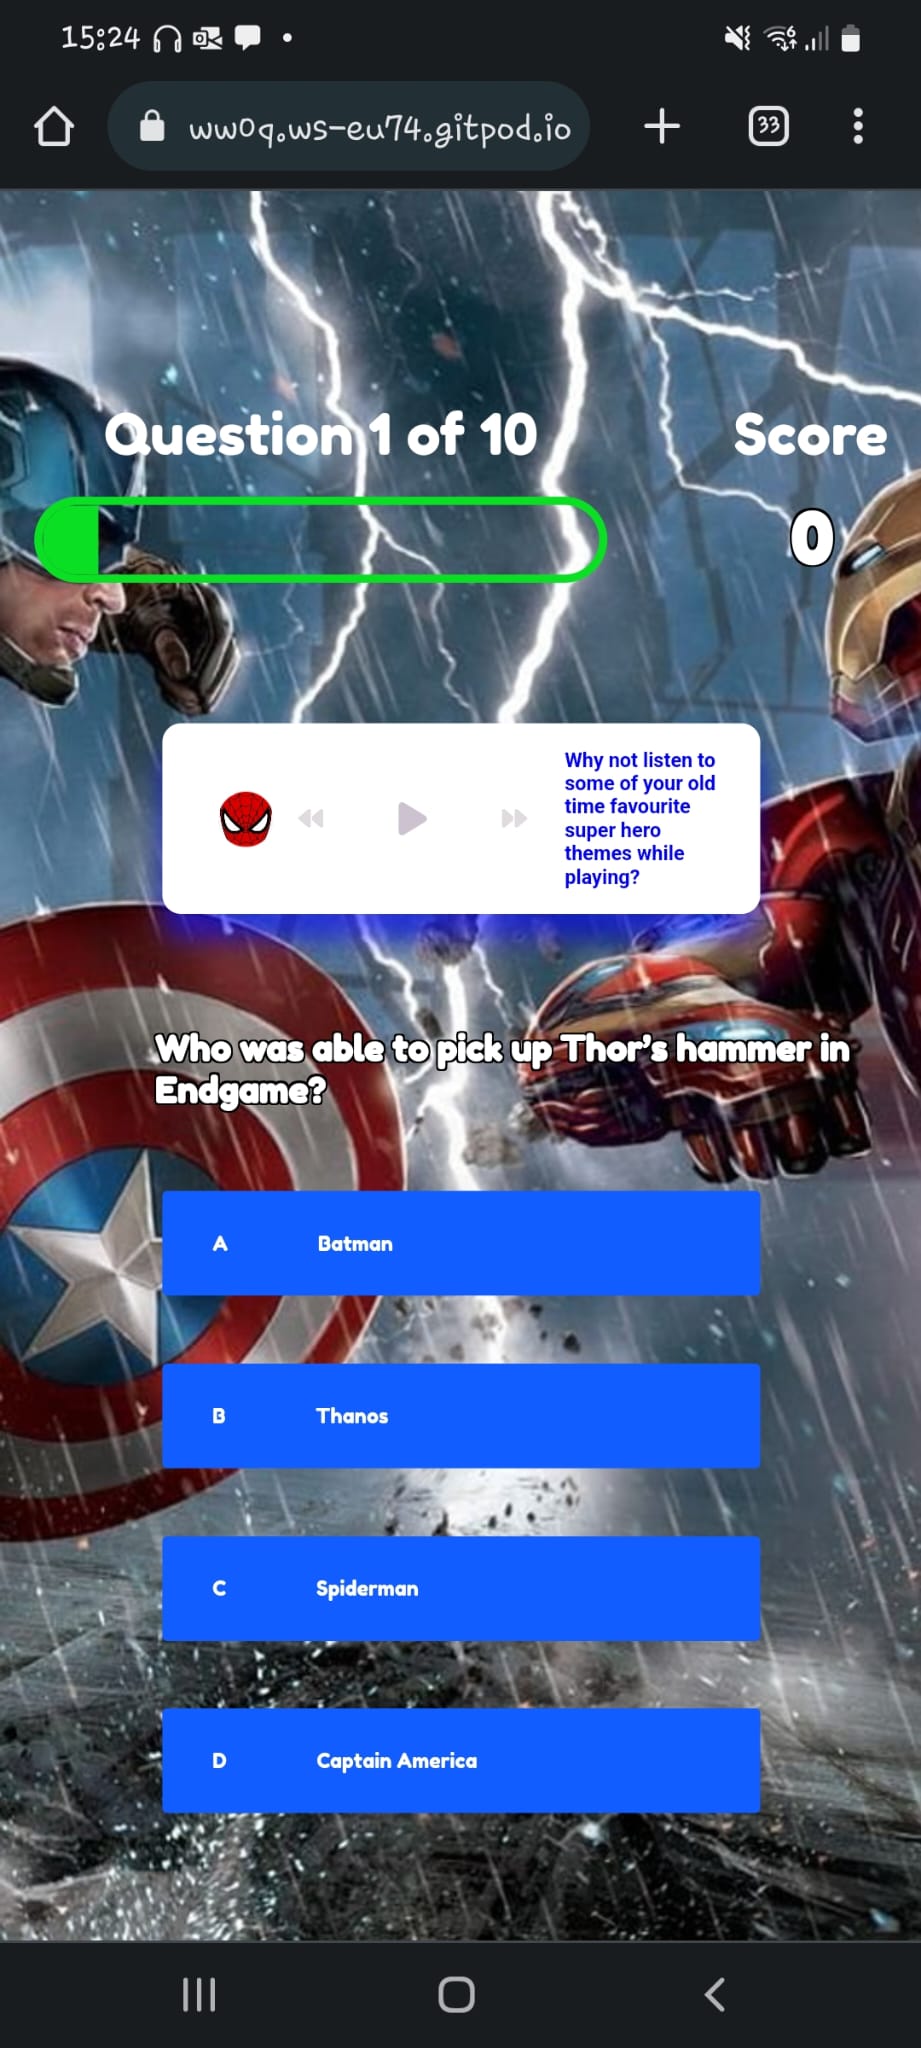 15:24
ww0q.ws-eu74.gitpod.io
33
Question 1 of 10
Score
0
Why not listen to
some of your old
time favourite
super hero
themes while
playing?
Who was able to pick up Thor's hammer in
Endgame?
A Batman
B Thanos
C Spiderman
D Captain America